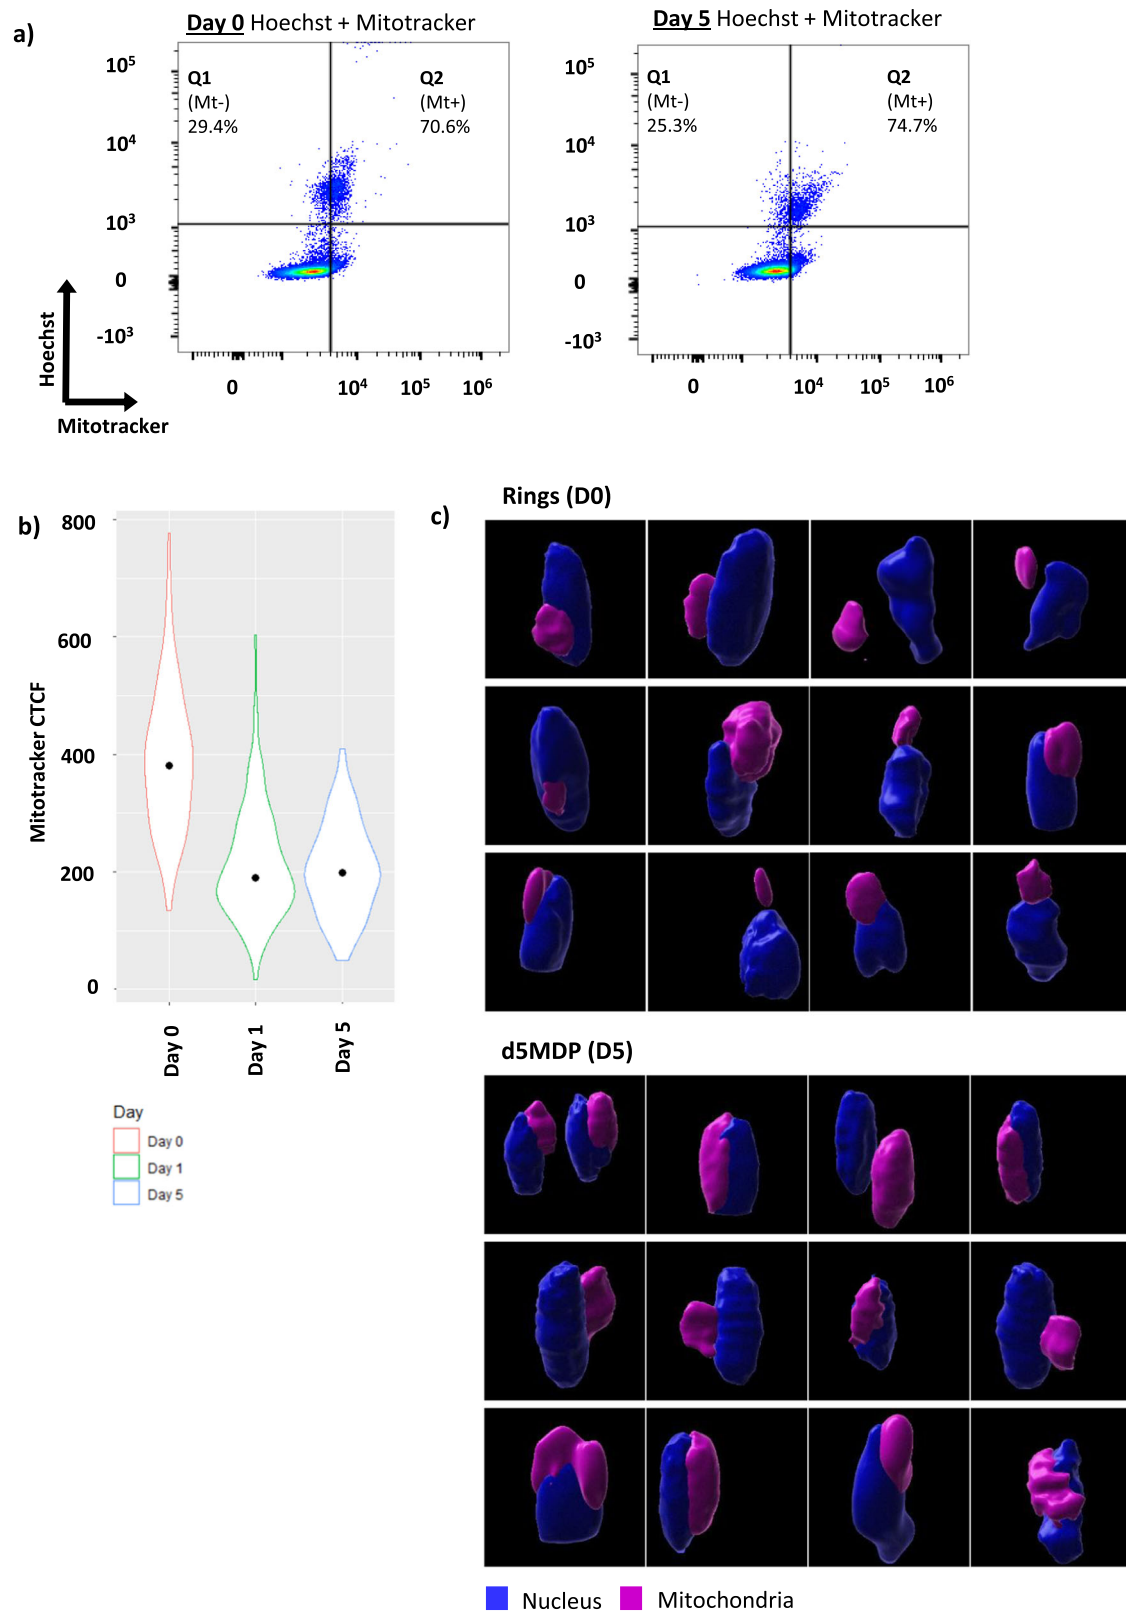 a)
Day 0 Hoechst + Mitotracker
Day 5 Hoechst + Mitotracker
Q1
(Mt-)
29.4%
Q2
(Mt+)
70.6%
10⁵
10⁴
10³
0
-10³
0
10⁴
10⁵
10⁶
Q1
(Mt-)
25.3%
Q2
(Mt+)
74.7%
10⁵
10⁴
10³
0
-10³
0
10⁴
10⁵
10⁶
Hoechst
Mitotracker
b)
800
600
400
200
0
Mitotracker CTCF
Day 0
Day 1
Day 5
Day
Day 0
Day 1
Day 5
c)
Rings (D0)
d5MDP (D5)
Nucleus
Mitochondria